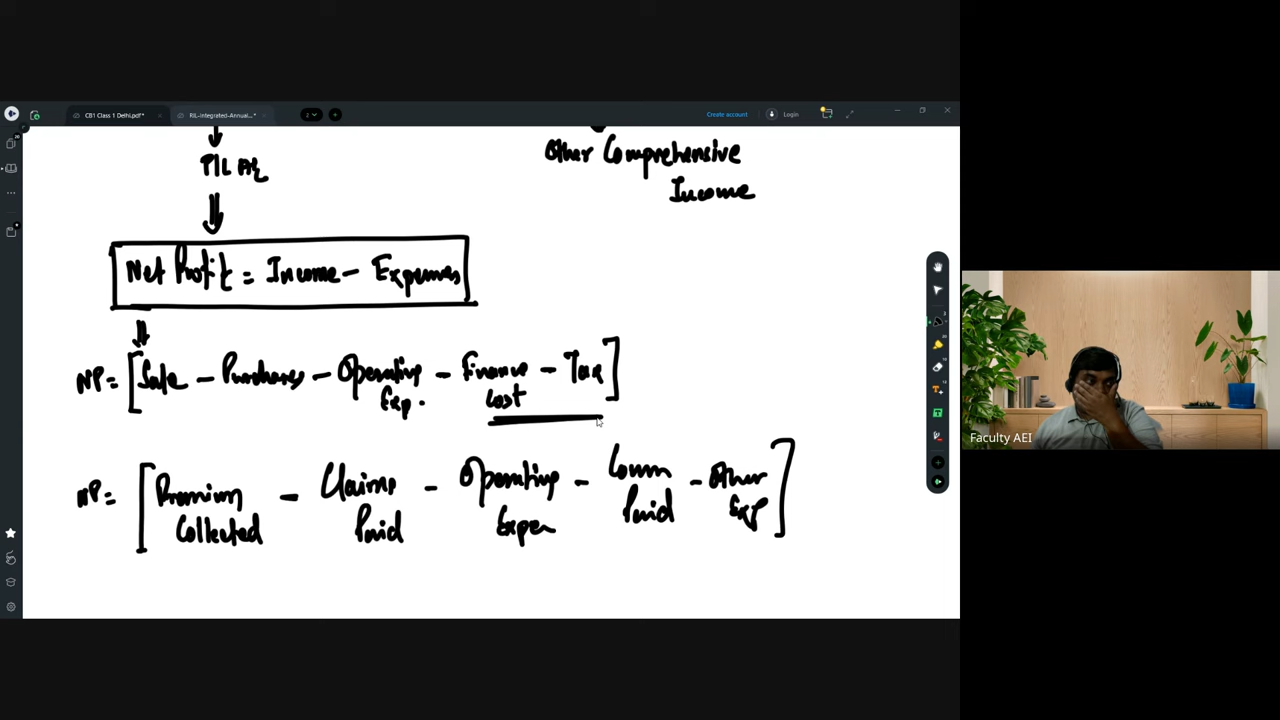 CB1 Class 1 Delhi.pdf*
RIL-Integrated-Annual...*
2
Create account
Login
P/L A/c
Other Comprehensive
Income
Net Profit = Income - Expenses
NP = [Sale - Purchases - Operating Exp. - Finance Cost - Tax]
NP = [Premium Collected - Claims Paid - Operating Expen - Comm Paid - Other Exp]
Faculty AEI